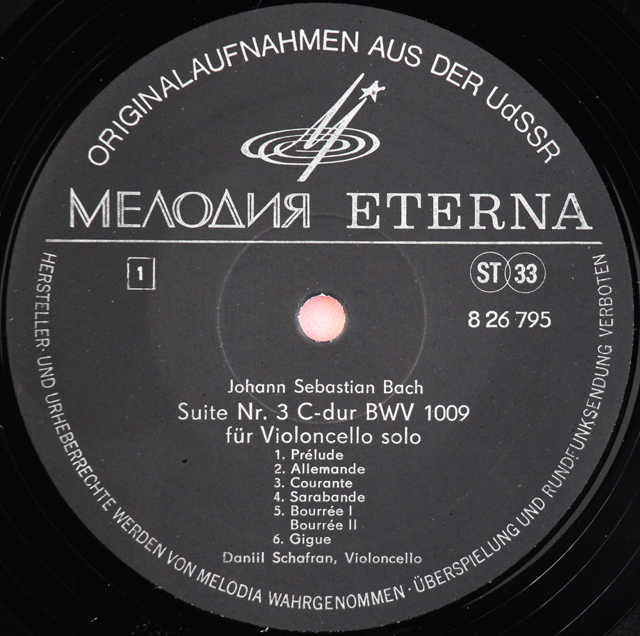 ORIGINALAUFNAHMEN AUS DER UdSSR
МЕЛОДИЯ ETERNA
1
ST 33
8 26 795
Johann Sebastian Bach
Suite Nr. 3 C-dur BWV 1009
für Violoncello solo
1. Prélude
2. Allemande
3. Courante
4. Sarabande
5. Bourrée I
Bourrée II
6. Gigue
Daniil Schafran, Violoncello
HERSTELLER- UND URHEBERRECHTE WERDEN VON MELODIA WAHRGENOMMEN · ÜBERSPIELUNG UND RUNDFUNKSENDUNG VERBOTEN